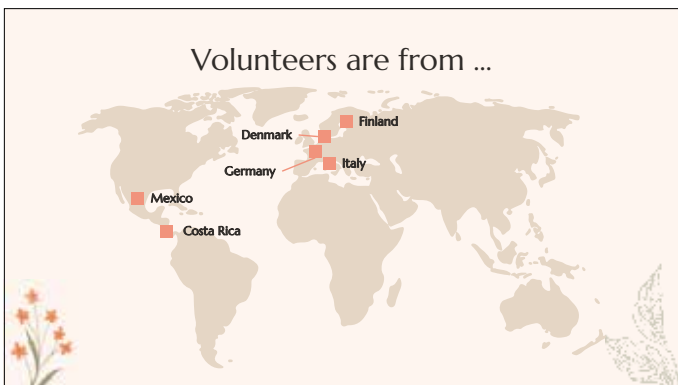 Volunteers are from ...
Finland
Denmark
Italy
Germany
Mexico
Costa Rica